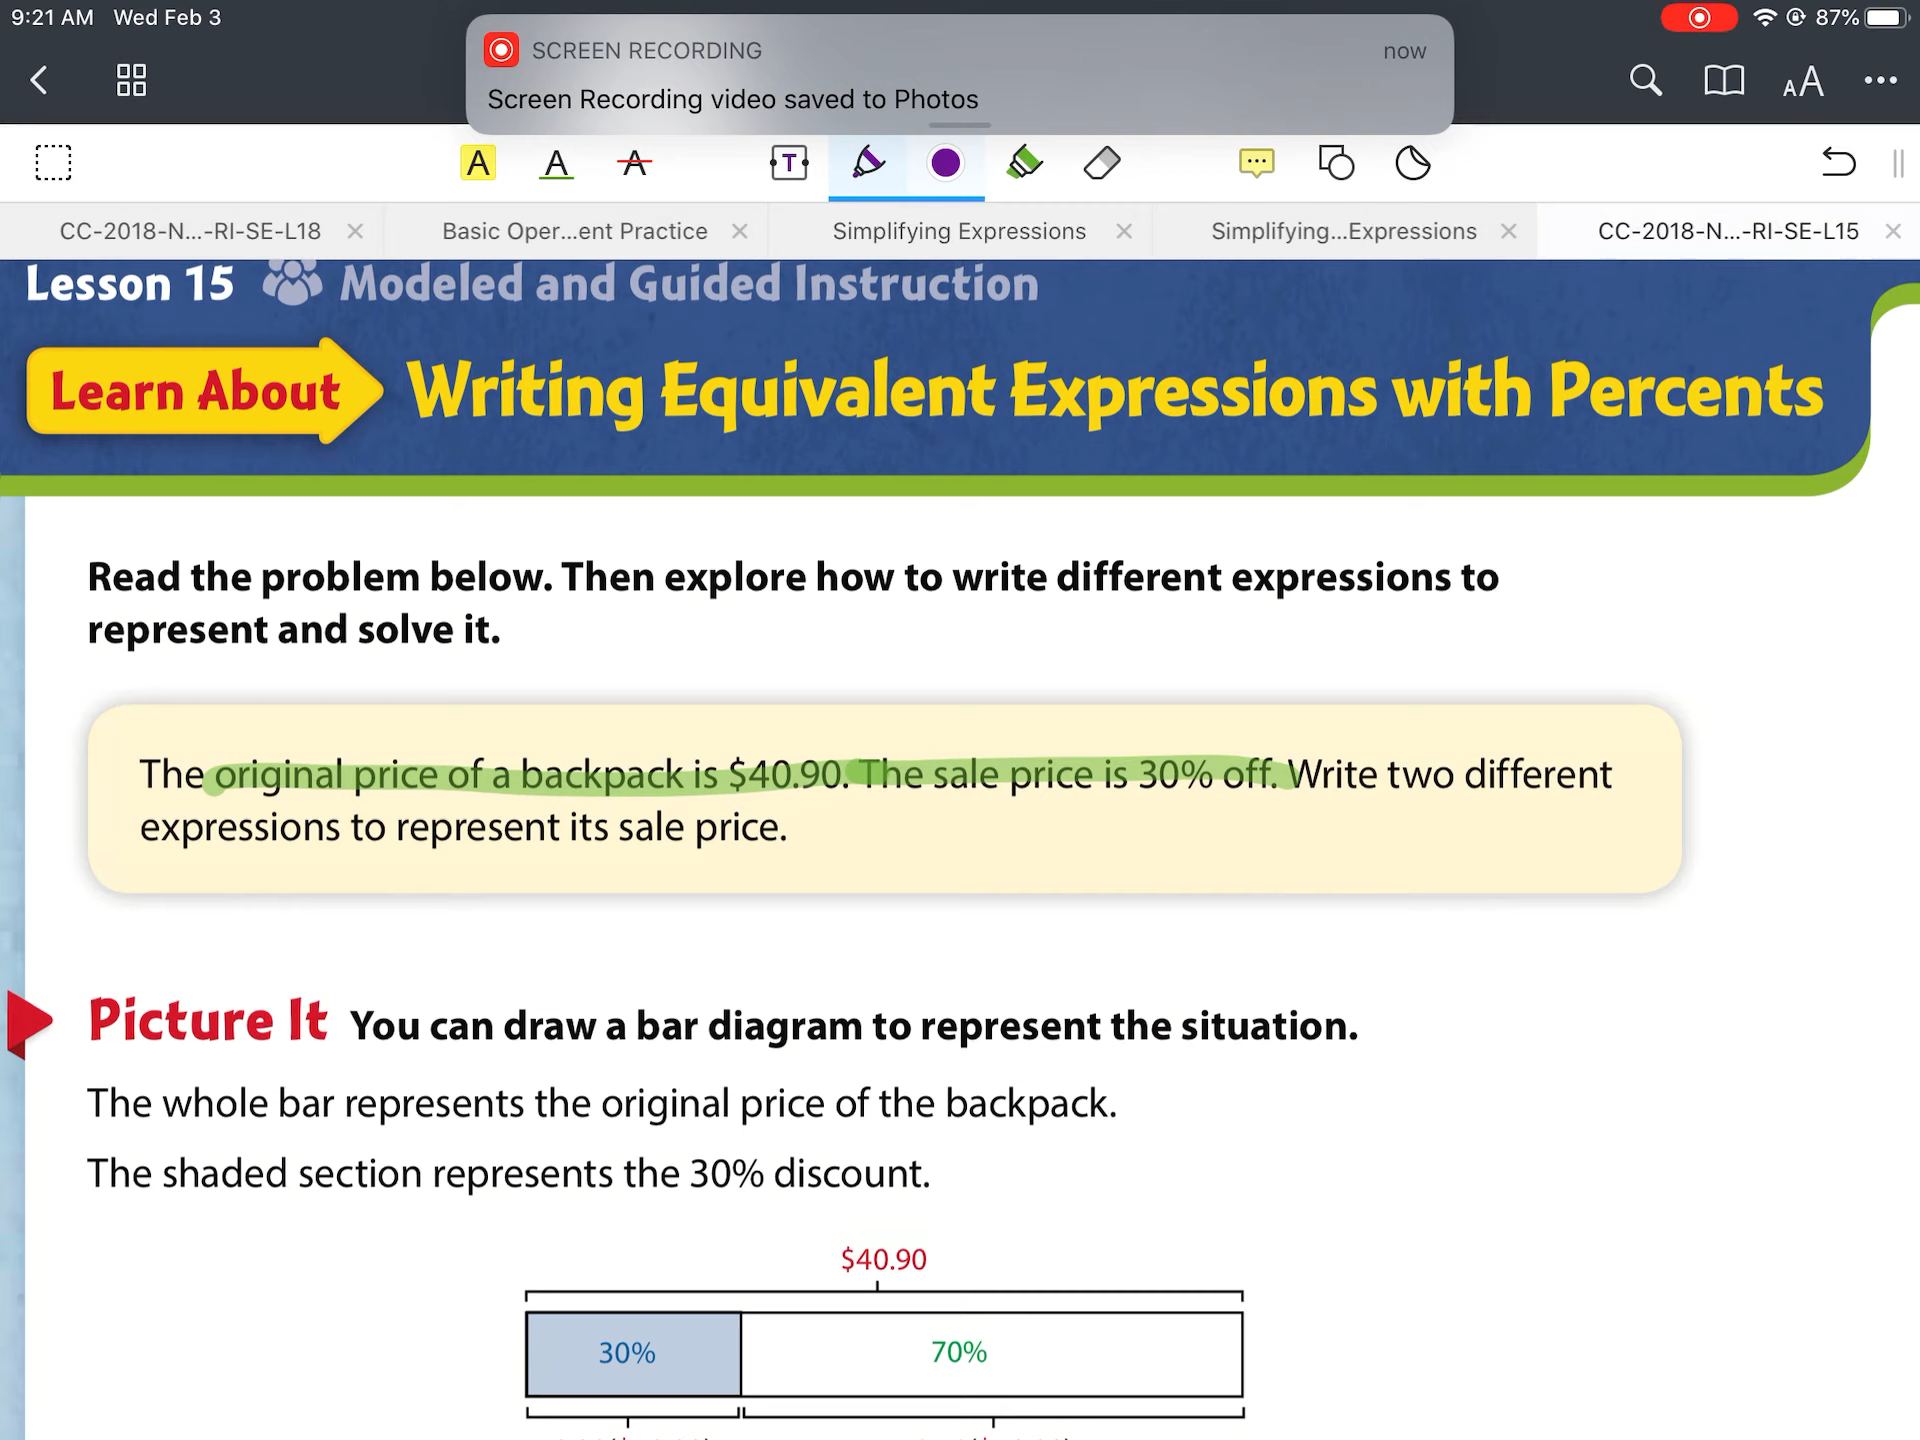 9:21 AM Wed Feb 3
87%
SCREEN RECORDING now
Screen Recording video saved to Photos
AA
A A A T
CC-2018-N...-RI-SE-L18 Basic Oper...ent Practice Simplifying Expressions Simplifying...Expressions CC-2018-N...-RI-SE-L15
Lesson 15 Modeled and Guided Instruction
Learn About Writing Equivalent Expressions with Percents
Read the problem below. Then explore how to write different expressions to
represent and solve it.
The original price of a backpack is $40.90. The sale price is 30% off. Write two different
expressions to represent its sale price.
Picture It You can draw a bar diagram to represent the situation.
The whole bar represents the original price of the backpack.
The shaded section represents the 30% discount.
$40.90
30% 70%